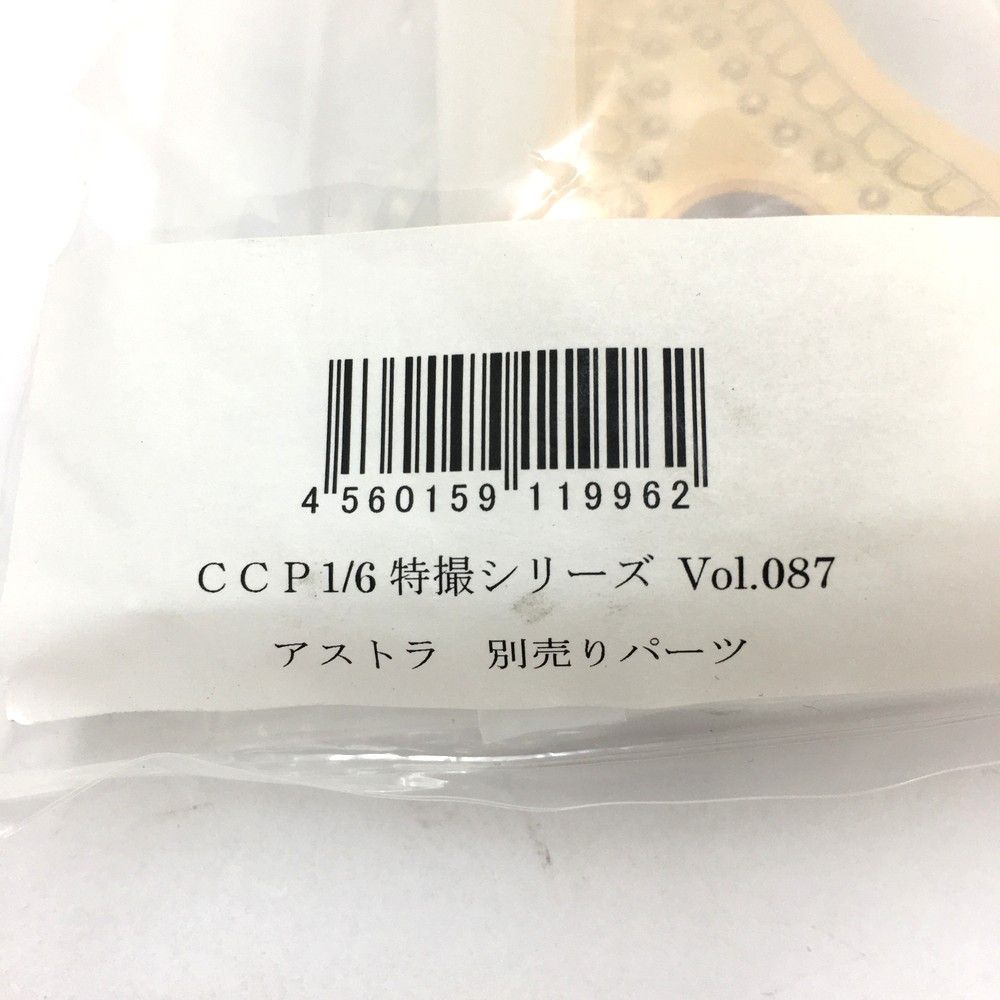 4 560159 119962
ＣＣＰ1/6 特撮シリーズ Vol.087
アストラ　別売りパーツ